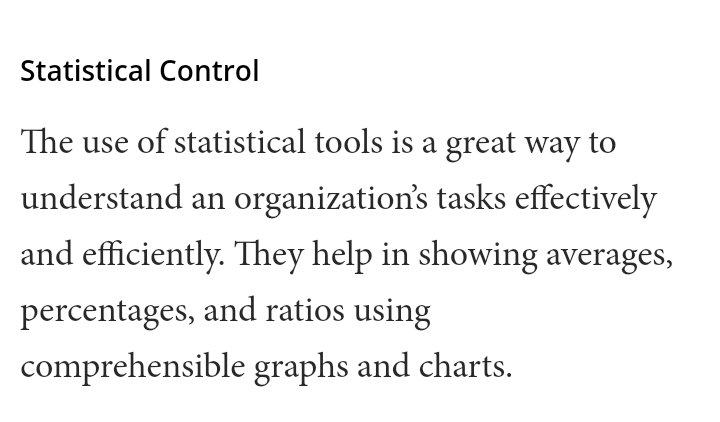 Statistical Control
The use of statistical tools is a great way to
understand an organization’s tasks effectively
and efficiently. They help in showing averages,
percentages, and ratios using
comprehensible graphs and charts.